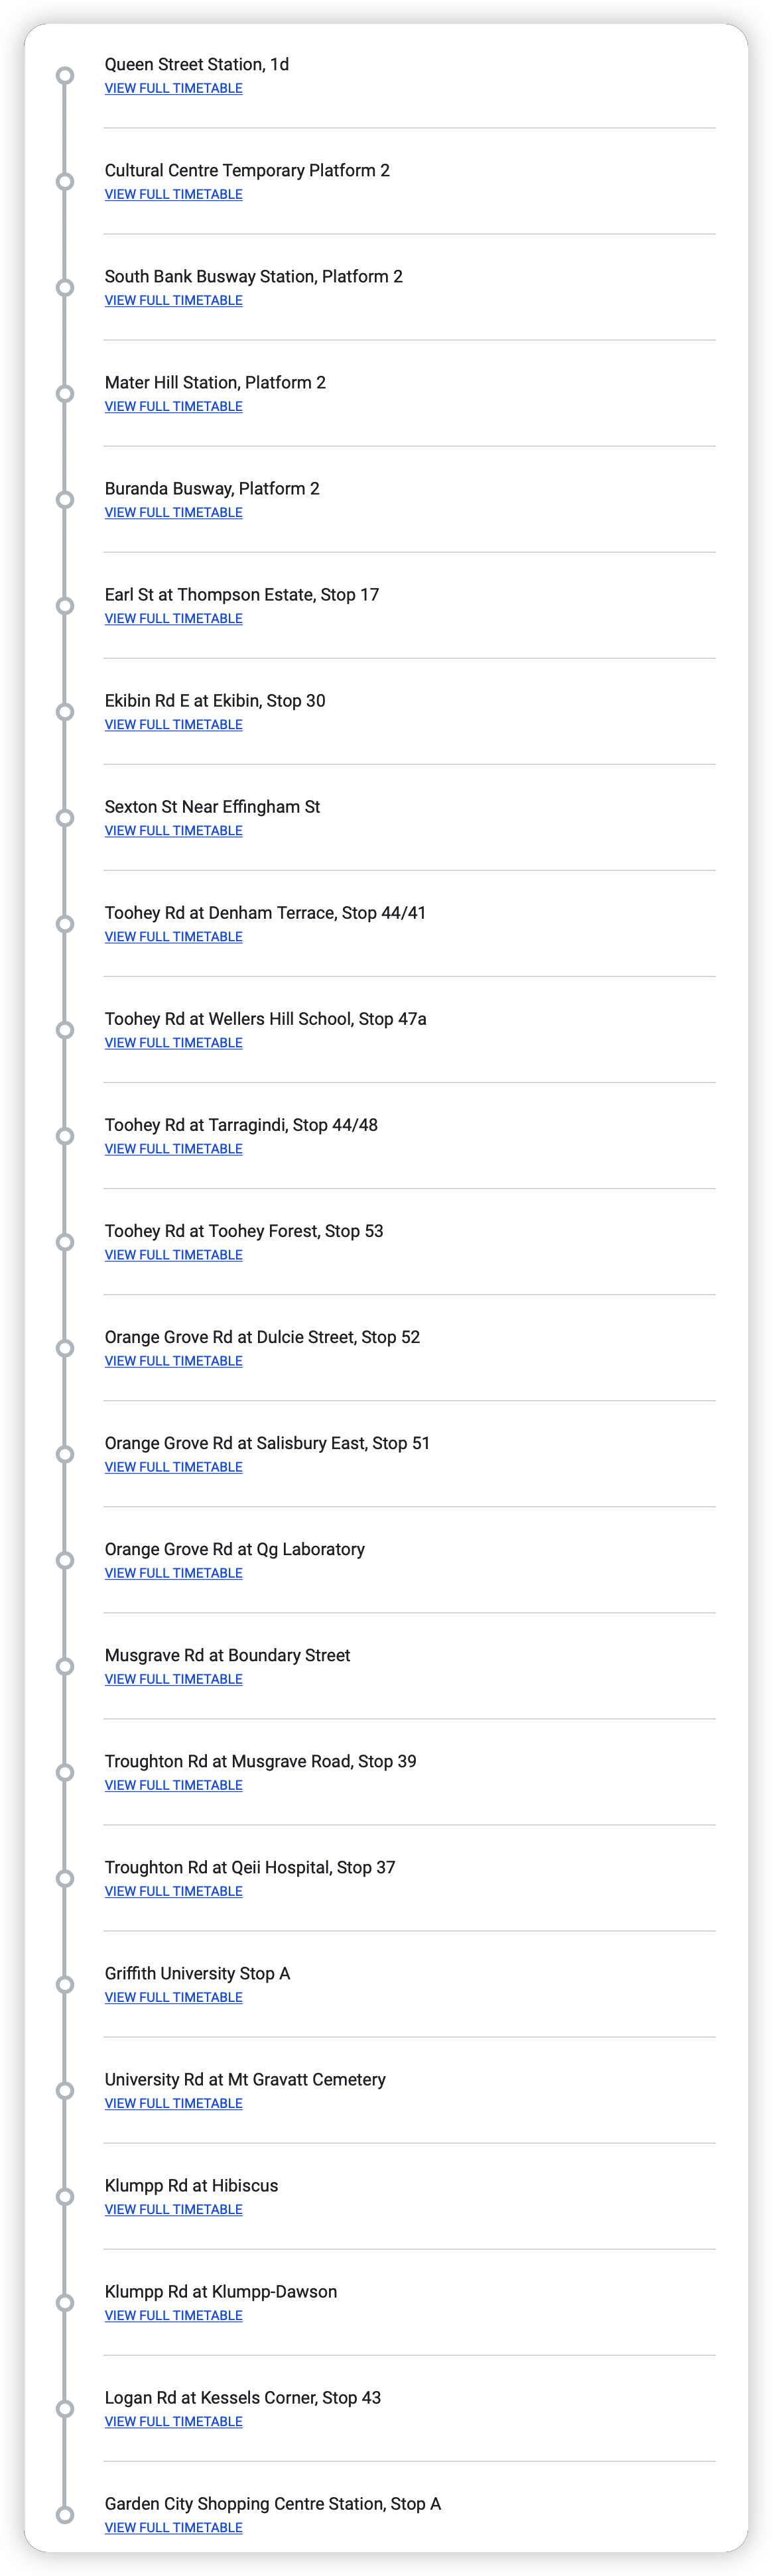 Queen Street Station, 1d
VIEW FULL TIMETABLE
Cultural Centre Temporary Platform 2
VIEW FULL TIMETABLE
South Bank Busway Station, Platform 2
VIEW FULL TIMETABLE
Mater Hill Station, Platform 2
VIEW FULL TIMETABLE
Buranda Busway, Platform 2
VIEW FULL TIMETABLE
Earl St at Thompson Estate, Stop 17
VIEW FULL TIMETABLE
Ekibin Rd E at Ekibin, Stop 30
VIEW FULL TIMETABLE
Sexton St Near Effingham St
VIEW FULL TIMETABLE
Toohey Rd at Denham Terrace, Stop 44/41
VIEW FULL TIMETABLE
Toohey Rd at Wellers Hill School, Stop 47a
VIEW FULL TIMETABLE
Toohey Rd at Tarragindi, Stop 44/48
VIEW FULL TIMETABLE
Toohey Rd at Toohey Forest, Stop 53
VIEW FULL TIMETABLE
Orange Grove Rd at Dulcie Street, Stop 52
VIEW FULL TIMETABLE
Orange Grove Rd at Salisbury East, Stop 51
VIEW FULL TIMETABLE
Orange Grove Rd at Qg Laboratory
VIEW FULL TIMETABLE
Musgrave Rd at Boundary Street
VIEW FULL TIMETABLE
Troughton Rd at Musgrave Road, Stop 39
VIEW FULL TIMETABLE
Troughton Rd at Qeii Hospital, Stop 37
VIEW FULL TIMETABLE
Griffith University Stop A
VIEW FULL TIMETABLE
University Rd at Mt Gravatt Cemetery
VIEW FULL TIMETABLE
Klumpp Rd at Hibiscus
VIEW FULL TIMETABLE
Klumpp Rd at Klumpp-Dawson
VIEW FULL TIMETABLE
Logan Rd at Kessels Corner, Stop 43
VIEW FULL TIMETABLE
Garden City Shopping Centre Station, Stop A
VIEW FULL TIMETABLE